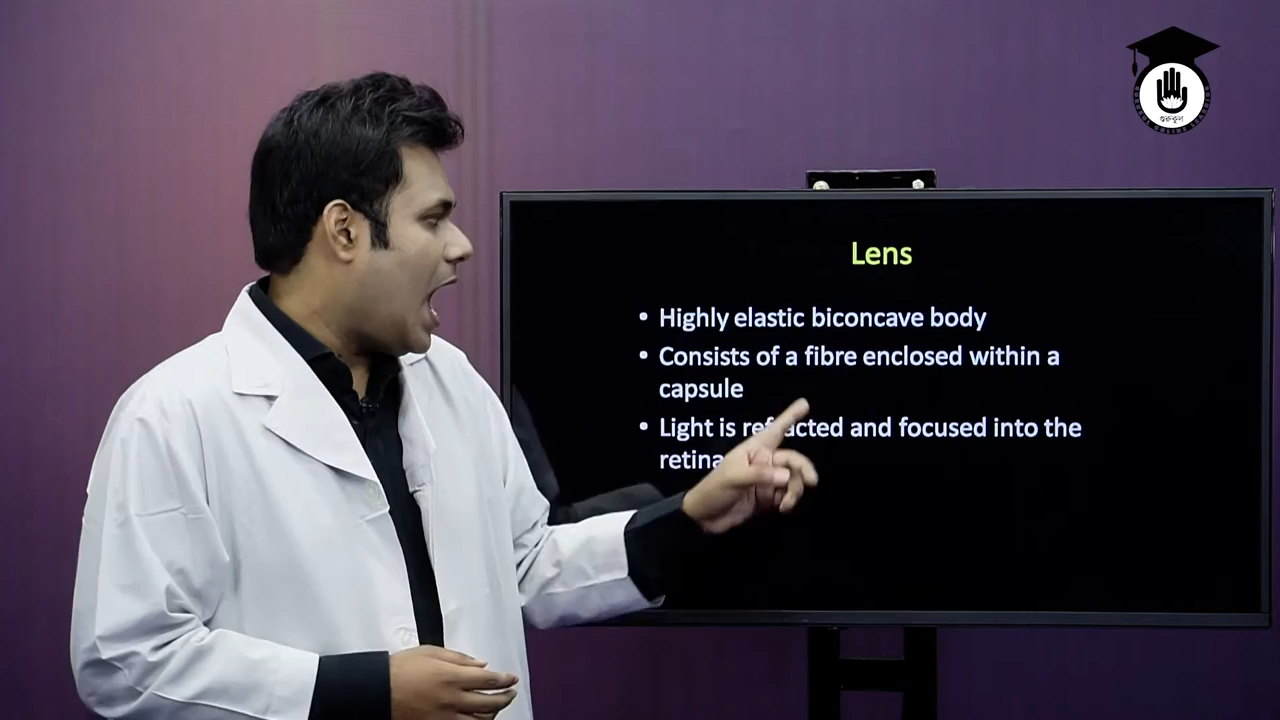 গুরুকুল
Lens
• Highly elastic biconcave body
• Consists of a fibre enclosed within a
capsule
• Light is refracted and focused into the
retina